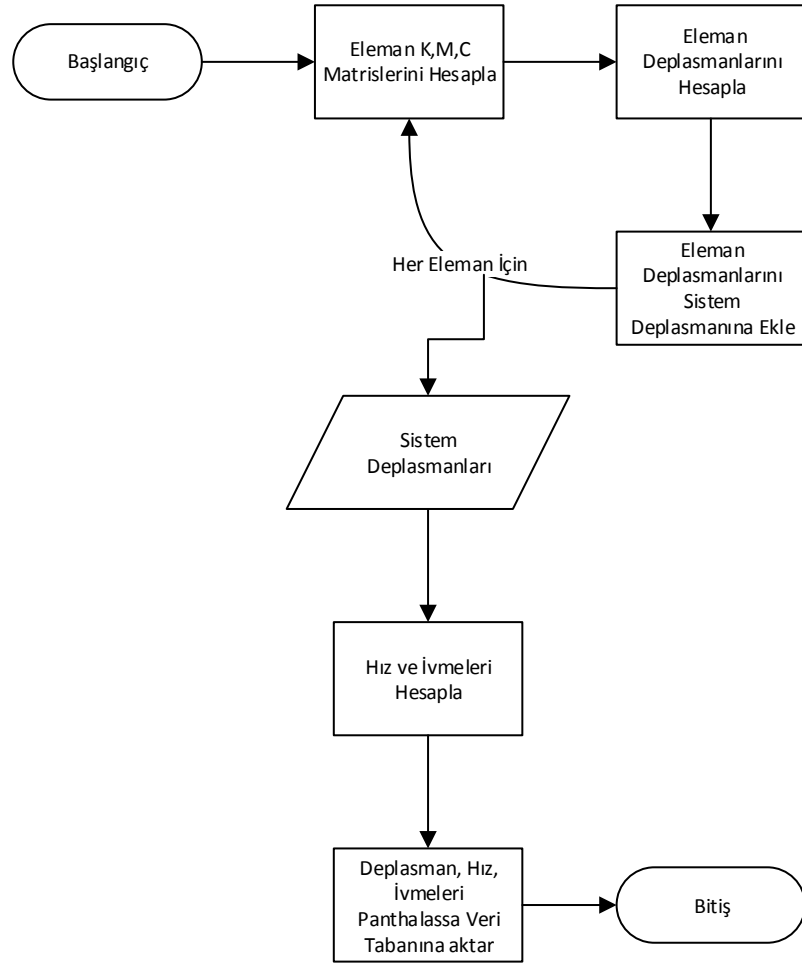 Başlangıç
Eleman K,M,C
Matrislerini Hesapla
Eleman
Deplasmanlarını
Hesapla
Eleman
Deplasmanlarını
Sistem
Deplasmanına Ekle
Her Eleman İçin
Sistem
Deplasmanları
Hız ve İvmeleri
Hesapla
Deplasman, Hız,
İvmeleri
Panthalassa Veri
Tabanına aktar
Bitiş